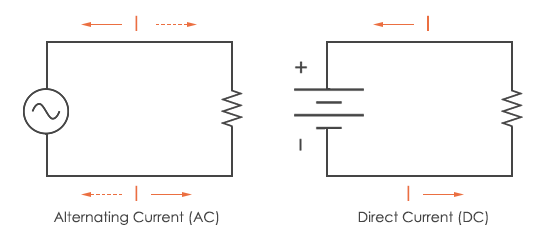 I
I
+
I
I
I
Alternating Current (AC)
Direct Current (DC)